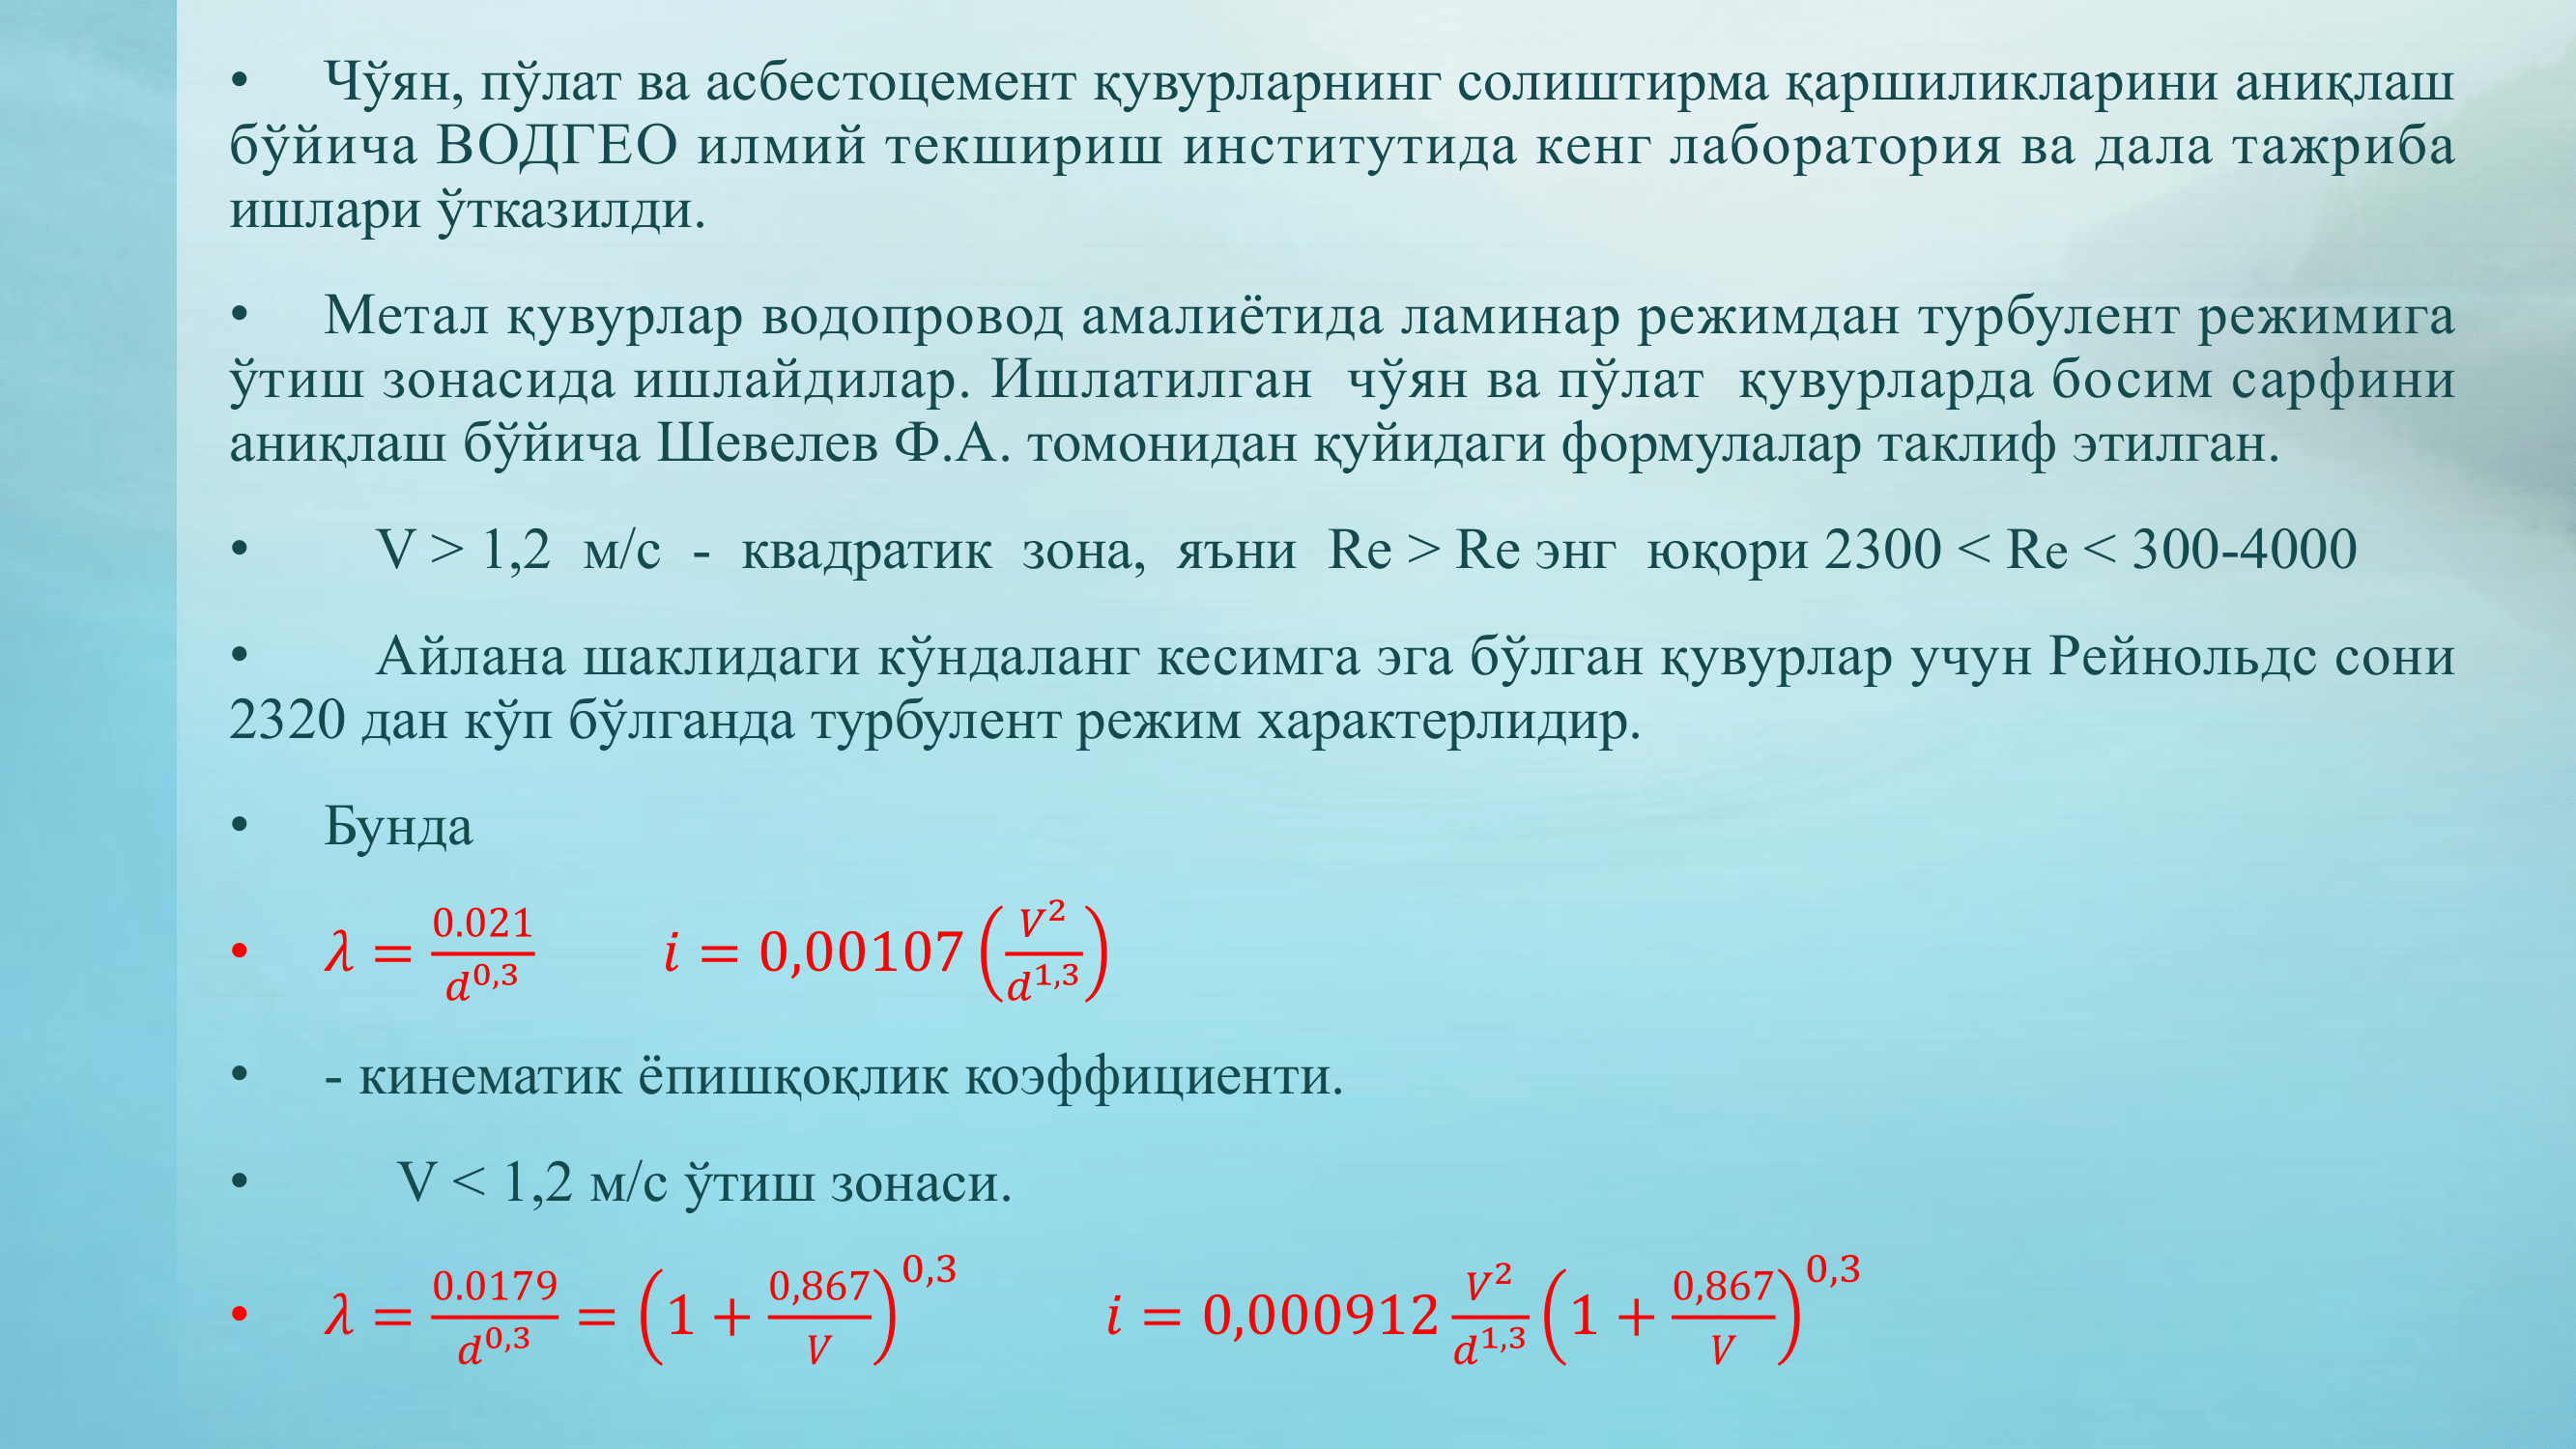 • Чўян, пўлат ва асбестоцемент қувурларнинг солиштирма қаршиликларини аниқлаш
бўйича ВОДГЕО илмий текшириш институтида кенг лаборатория ва дала тажриба
ишлари ўтказилди.
• Метал қувурлар водопровод амалиётида ламинар режимдан турбулент режимига
ўтиш зонасида ишлайдилар. Ишлатилган чўян ва пўлат қувурларда босим сарфини
аниқлаш бўйича Шевелев Ф.А. томонидан қуйидаги формулалар таклиф этилган.
• V > 1,2 м/с - квадратик зона, яъни Re > Re энг юқори 2300 < Re < 300-4000
• Айлана шаклидаги кўндаланг кесимга эга бўлган қувурлар учун Рейнольдс сони
2320 дан кўп бўлганда турбулент режим характерлидир.
• Бунда
• $\lambda = \frac{0.021}{d^{0,3}}$ $i = 0,00107 \left(\frac{V^2}{d^{1,3}}\right)$
• - кинематик ёпишқоқлик коэффициенти.
• V < 1,2 м/с ўтиш зонаси.
• $\lambda = \frac{0.0179}{d^{0,3}} = \left(1 + \frac{0,867}{V}\right)^{0,3}$ $i = 0,000912 \frac{V^2}{d^{1,3}} \left(1 + \frac{0,867}{V}\right)^{0,3}$